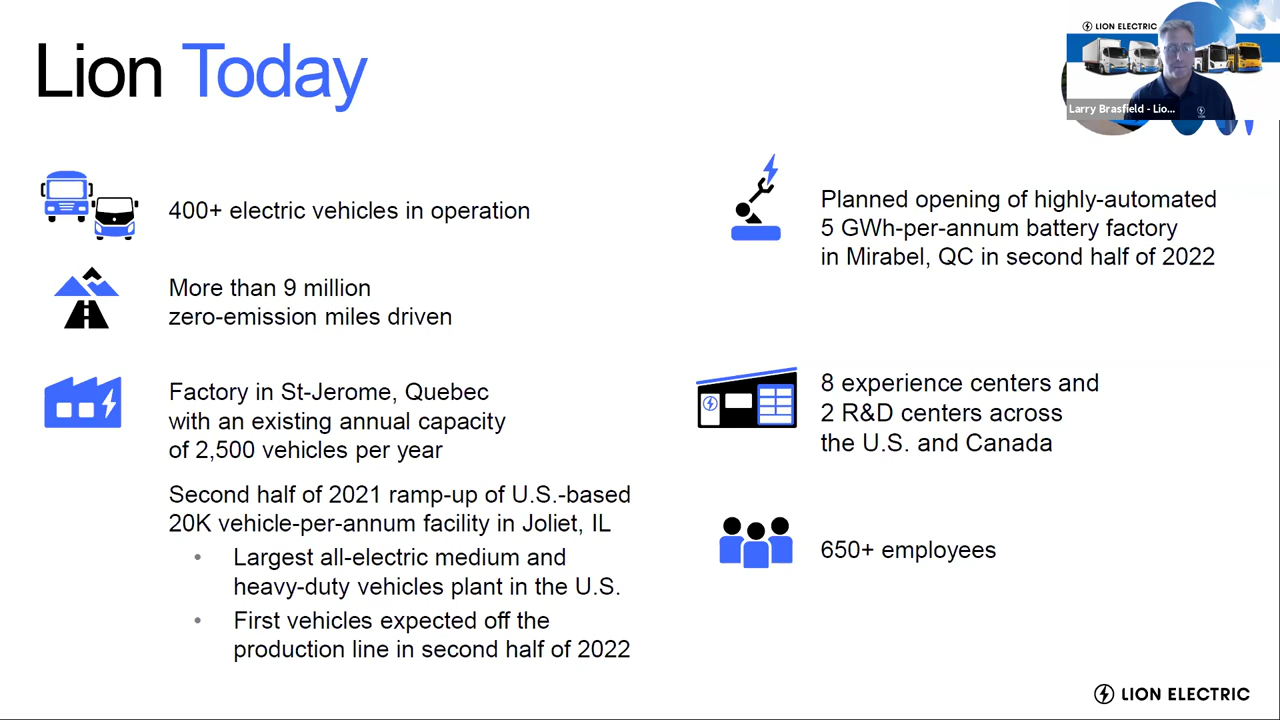 Lion Today
LION ELECTRIC
Larry Brasfield - Lio...
400+ electric vehicles in operation
More than 9 million
zero-emission miles driven
Factory in St-Jerome, Quebec
with an existing annual capacity
of 2,500 vehicles per year
Second half of 2021 ramp-up of U.S.-based
20K vehicle-per-annum facility in Joliet, IL
• Largest all-electric medium and
heavy-duty vehicles plant in the U.S.
• First vehicles expected off the
production line in second half of 2022
Planned opening of highly-automated
5 GWh-per-annum battery factory
in Mirabel, QC in second half of 2022
8 experience centers and
2 R&D centers across
the U.S. and Canada
650+ employees
LION ELECTRIC